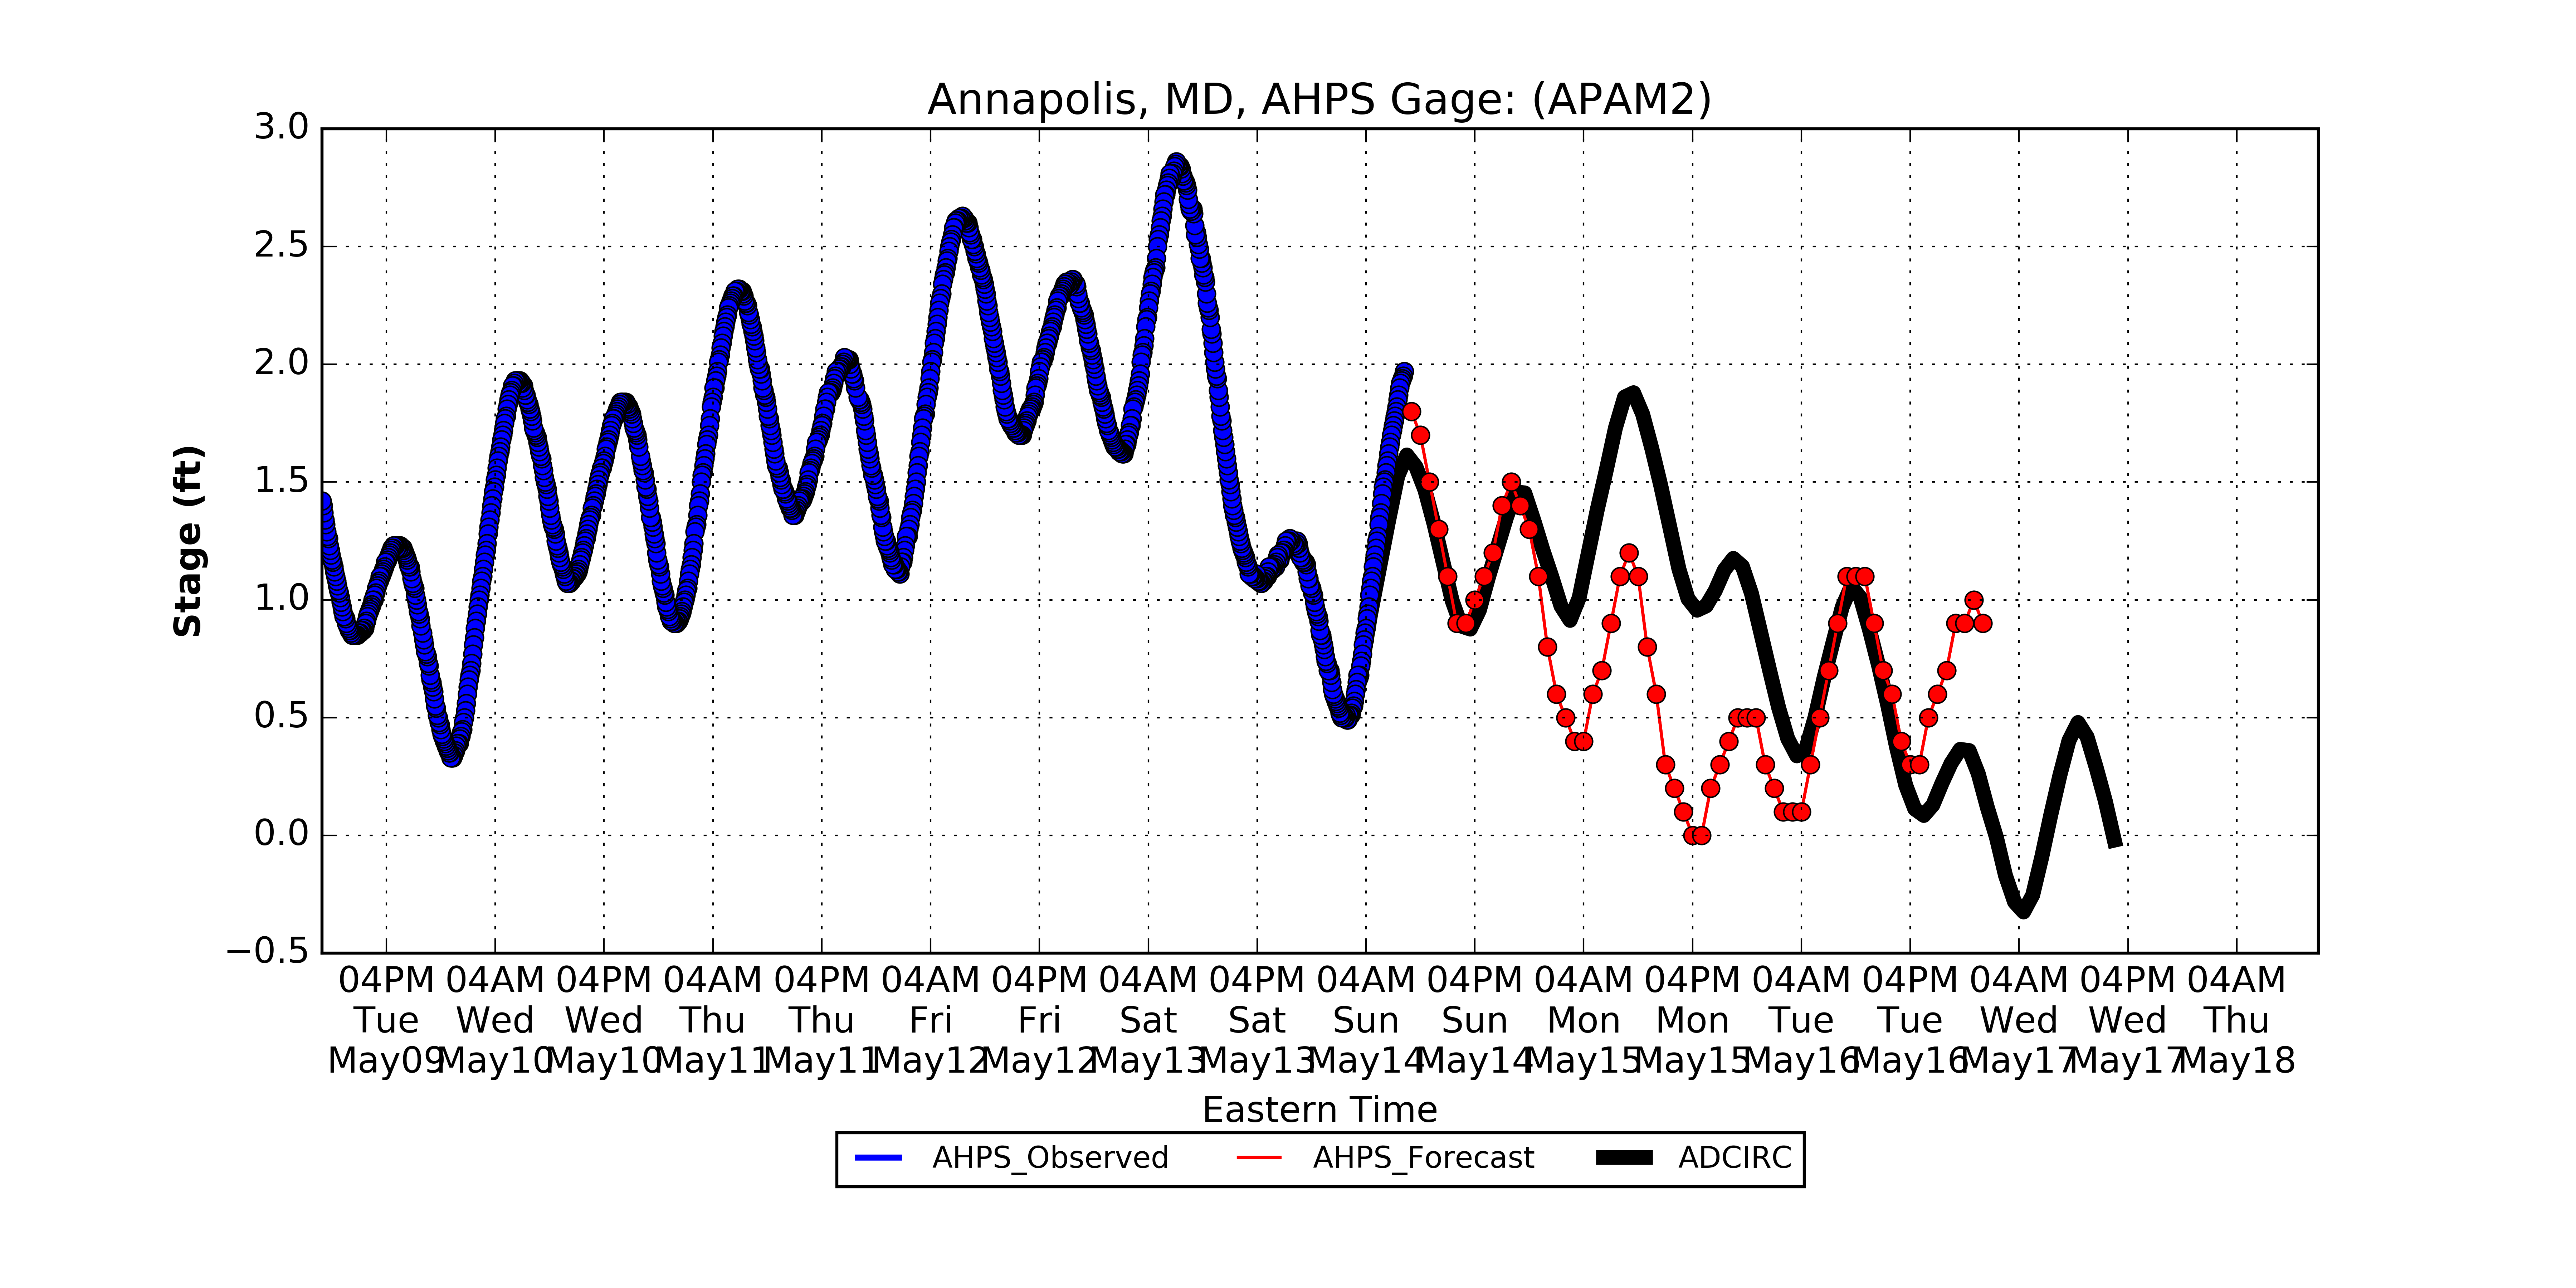 Annapolis, MD, AHPS Gage: (APAM2)
3.0
2.5
2.0
1.5
1.0
0.5
0.0
−0.5
Stage (ft)
04PM 04AM 04PM 04AM 04PM 04AM 04PM 04AM 04PM 04AM 04PM 04AM 04PM 04AM 04PM 04AM 04PM 04AM
Tue Wed Wed Thu Thu Fri Fri Sat Sat Sun Sun Mon Mon Tue Tue Wed Wed Thu
May09 May10 May10 May11 May11 May12 May12 May13 May13 May14 May14 May15 May15 May16 May16 May17 May17 May18
Eastern Time
AHPS_Observed AHPS_Forecast ADCIRC